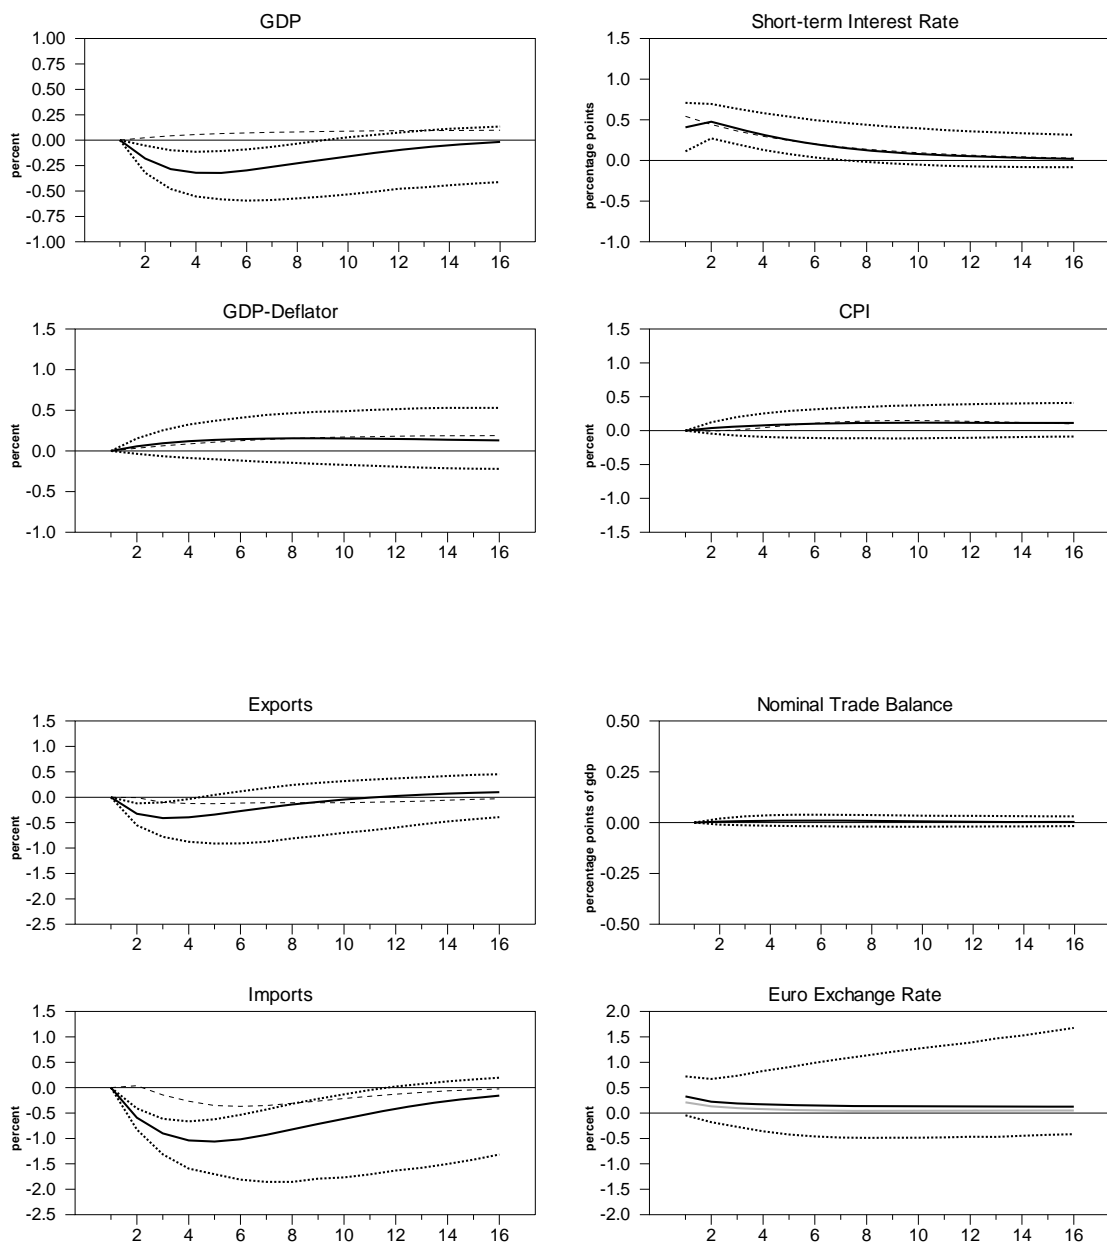 GDP
percent
1.00
0.75
0.50
0.25
0.00
-0.25
-0.50
-0.75
-1.00
2 4 6 8 10 12 14 16
Short-term Interest Rate
percentage points
1.5
1.0
0.5
0.0
-0.5
-1.0
2 4 6 8 10 12 14 16
GDP-Deflator
percent
1.5
1.0
0.5
0.0
-0.5
-1.0
2 4 6 8 10 12 14 16
CPI
percent
1.5
1.0
0.5
0.0
-0.5
-1.0
-1.5
2 4 6 8 10 12 14 16
Exports
percent
1.5
1.0
0.5
0.0
-0.5
-1.0
-1.5
-2.0
-2.5
2 4 6 8 10 12 14 16
Nominal Trade Balance
percentage points of gdp
0.50
0.25
0.00
-0.25
-0.50
2 4 6 8 10 12 14 16
Imports
percent
1.5
1.0
0.5
0.0
-0.5
-1.0
-1.5
-2.0
-2.5
2 4 6 8 10 12 14 16
Euro Exchange Rate
percent
2.0
1.5
1.0
0.5
0.0
-0.5
-1.0
-1.5
-2.0
2 4 6 8 10 12 14 16